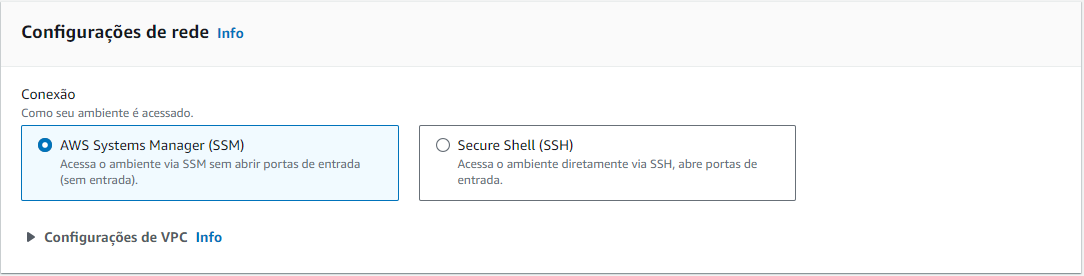 Configurações de rede Info
Conexão
Como seu ambiente é acessado.
AWS Systems Manager (SSM)
Acessa o ambiente via SSM sem abrir portas de entrada
(sem entrada).
Secure Shell (SSH)
Acessa o ambiente diretamente via SSH, abre portas de
entrada.
Configurações de VPC Info